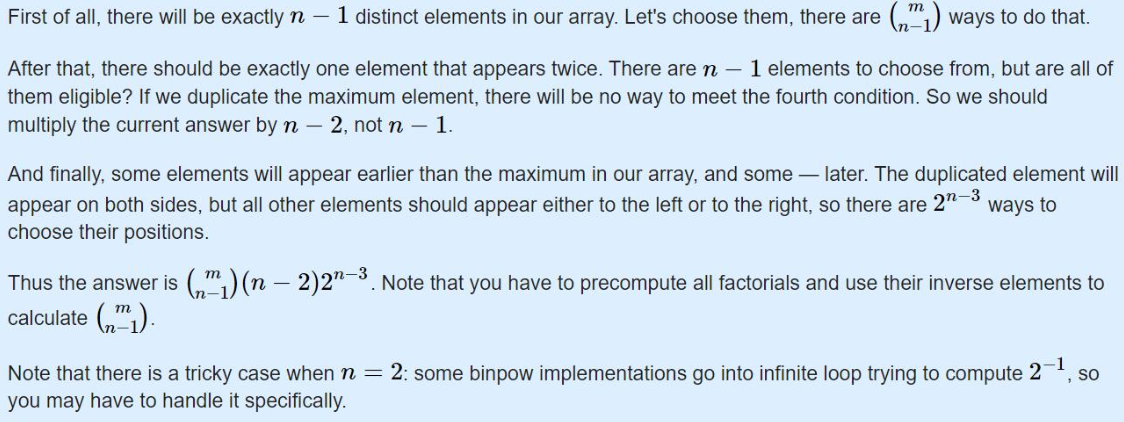 First of all, there will be exactly n − 1 distinct elements in our array. Let's choose them, there are (m n−1) ways to do that.
After that, there should be exactly one element that appears twice. There are n − 1 elements to choose from, but are all of
them eligible? If we duplicate the maximum element, there will be no way to meet the fourth condition. So we should
multiply the current answer by n − 2, not n − 1.
And finally, some elements will appear earlier than the maximum in our array, and some — later. The duplicated element will
appear on both sides, but all other elements should appear either to the left or to the right, so there are 2^{n−3} ways to
choose their positions.
Thus the answer is (m n−1)(n − 2)2^{n−3}. Note that you have to precompute all factorials and use their inverse elements to
calculate (m n−1).
Note that there is a tricky case when n = 2: some binpow implementations go into infinite loop trying to compute 2^{−1}, so
you may have to handle it specifically.